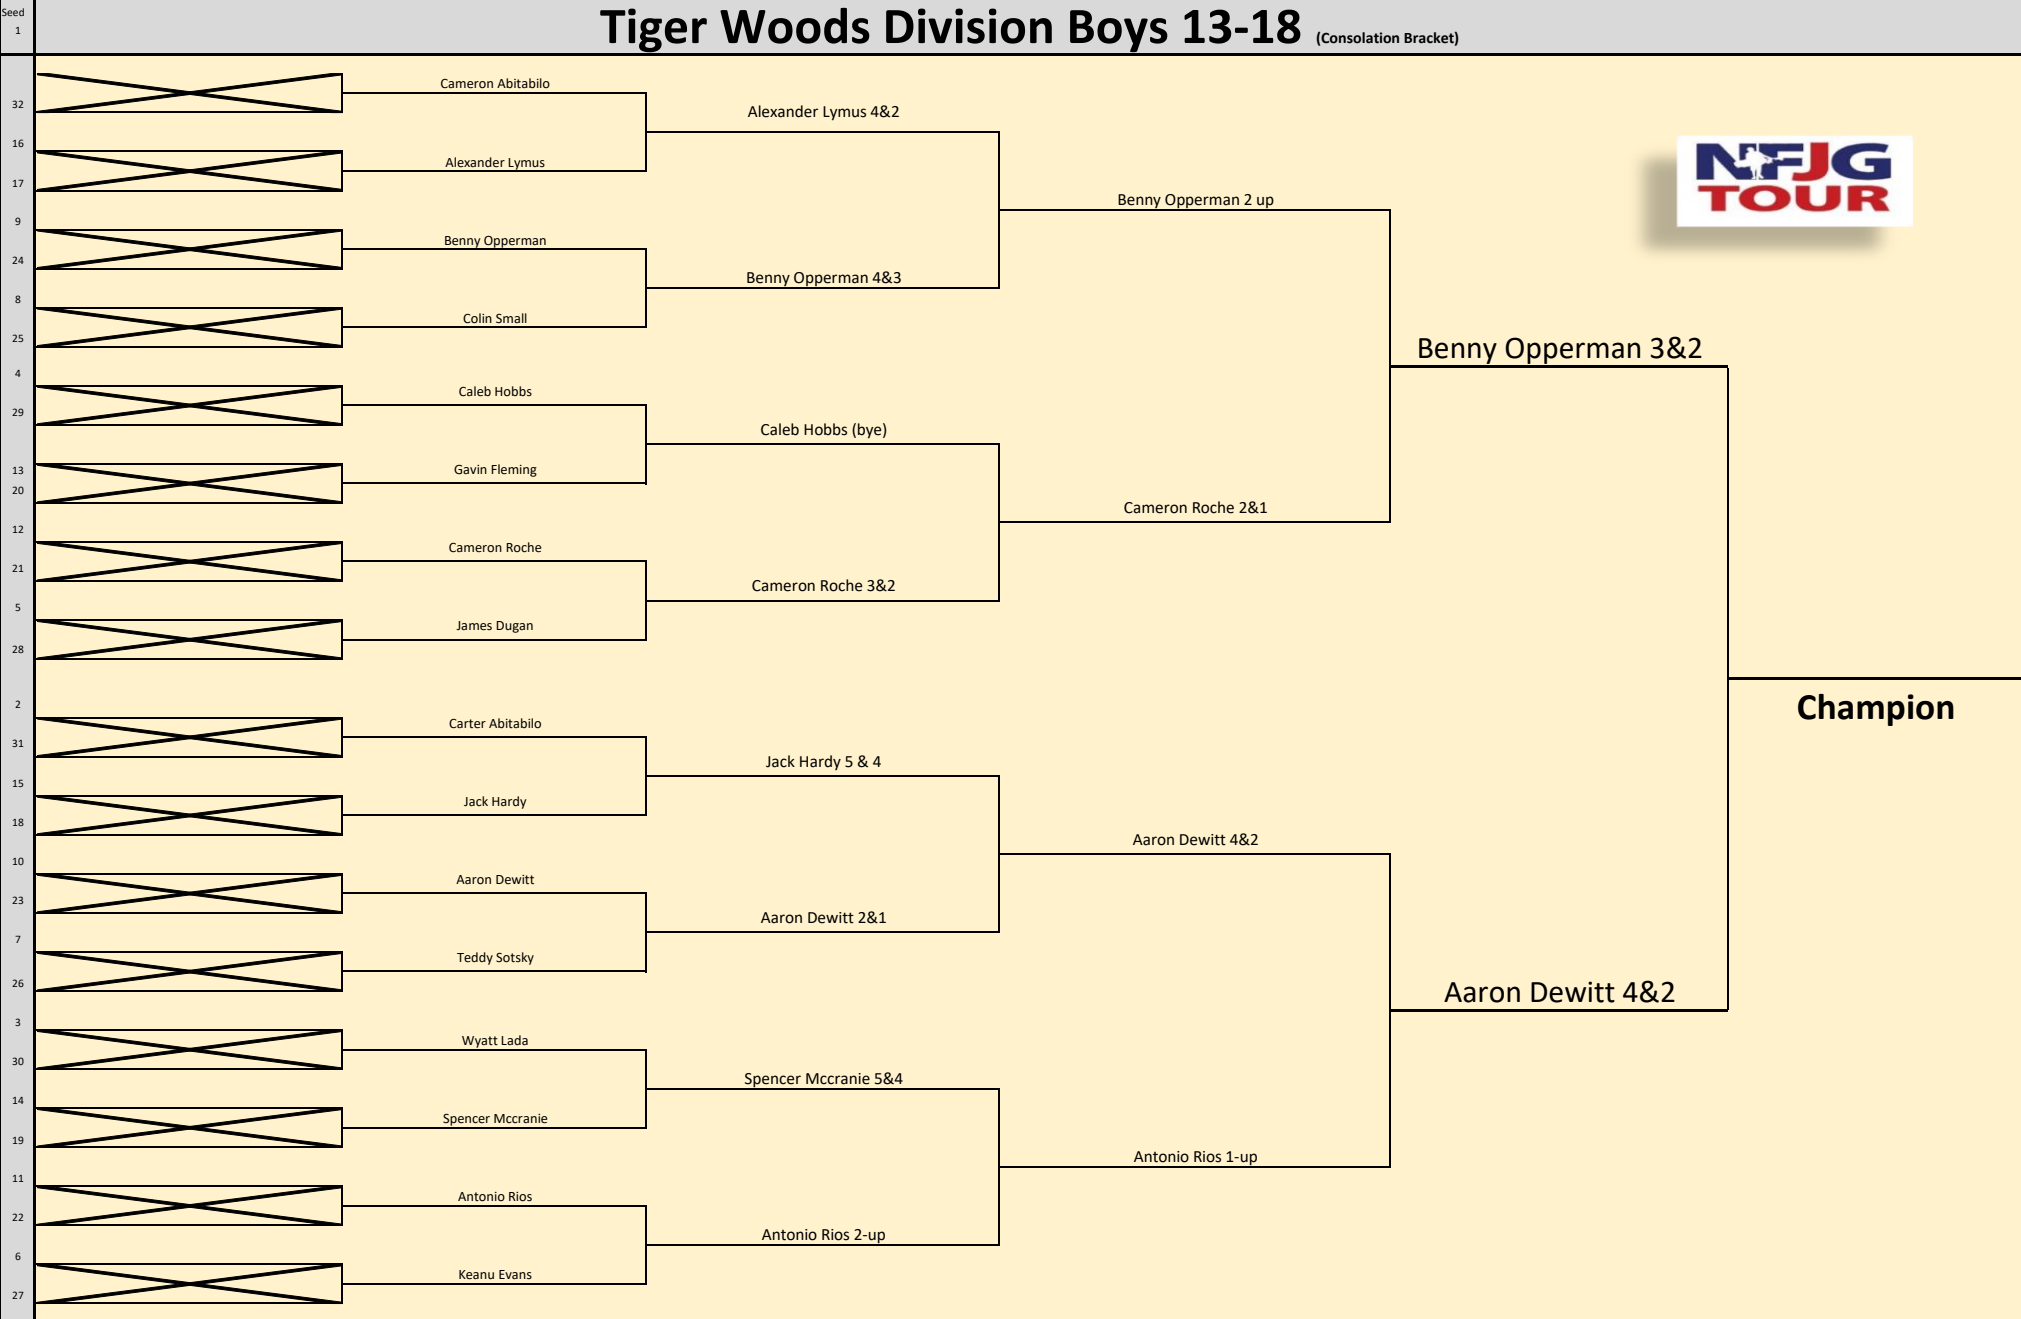 Seed
1
Tiger Woods Division Boys 13-18 (Consolation Bracket)
NFJG
TOUR
32
16
17
9
24
8
25
4
29
13
20
12
21
5
28
2
31
15
18
10
23
7
26
3
30
14
19
11
22
6
27
Cameron Abitabilo
Alexander Lymus
Benny Opperman
Colin Small
Caleb Hobbs
Gavin Fleming
Cameron Roche
James Dugan
Carter Abitabilo
Jack Hardy
Aaron Dewitt
Teddy Sotsky
Wyatt Lada
Spencer Mccranie
Antonio Rios
Keanu Evans
Alexander Lymus 4&2
Benny Opperman 4&3
Caleb Hobbs (bye)
Cameron Roche 3&2
Jack Hardy 5 & 4
Aaron Dewitt 2&1
Spencer Mccranie 5&4
Antonio Rios 2-up
Benny Opperman 2 up
Cameron Roche 2&1
Aaron Dewitt 4&2
Antonio Rios 1-up
Benny Opperman 3&2
Aaron Dewitt 4&2
Champion